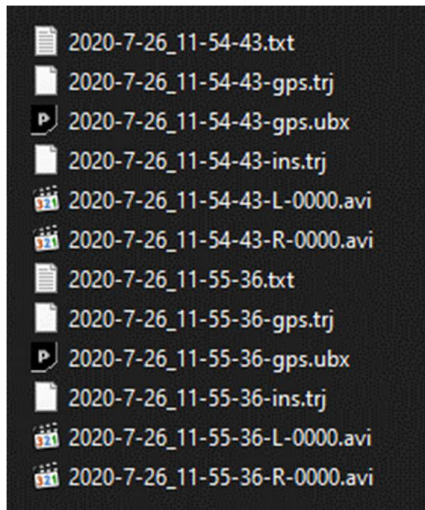 2020-7-26_11-54-43.txt
2020-7-26_11-54-43-gps.trj
2020-7-26_11-54-43-gps.ubx
2020-7-26_11-54-43-ins.trj
2020-7-26_11-54-43-L-0000.avi
2020-7-26_11-54-43-R-0000.avi
2020-7-26_11-55-36.txt
2020-7-26_11-55-36-gps.trj
2020-7-26_11-55-36-gps.ubx
2020-7-26_11-55-36-ins.trj
2020-7-26_11-55-36-L-0000.avi
2020-7-26_11-55-36-R-0000.avi